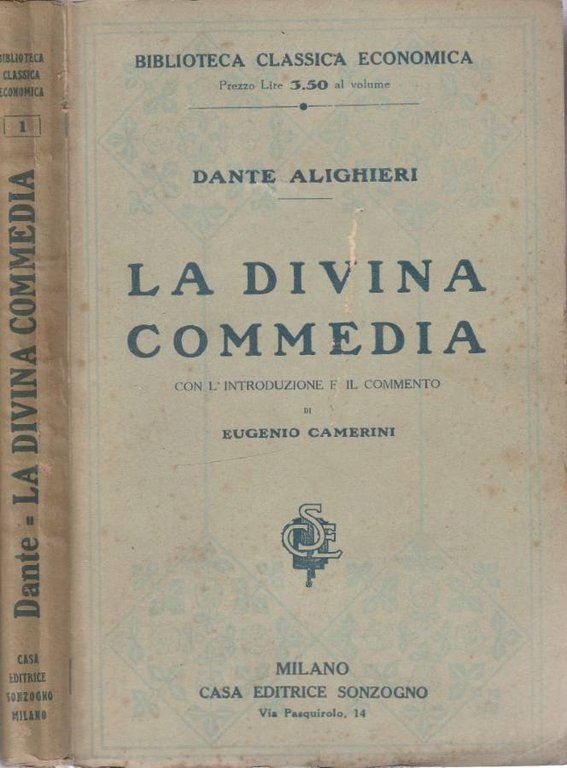 BIBLIOTECA
CLASSICA
ECONOMICA
1
Dante = LA DIVINA COMMEDIA
CASA
EDITRICE
SONZOGNO
MILANO
BIBLIOTECA CLASSICA ECONOMICA
Prezzo Lire 3.50 al volume
DANTE ALIGHIERI
LA DIVINA
COMMEDIA
CON L'INTRODUZIONE E IL COMMENTO
DI
EUGENIO CAMERINI
CSE
MILANO
CASA EDITRICE SONZOGNO
Via Pasquirolo, 14